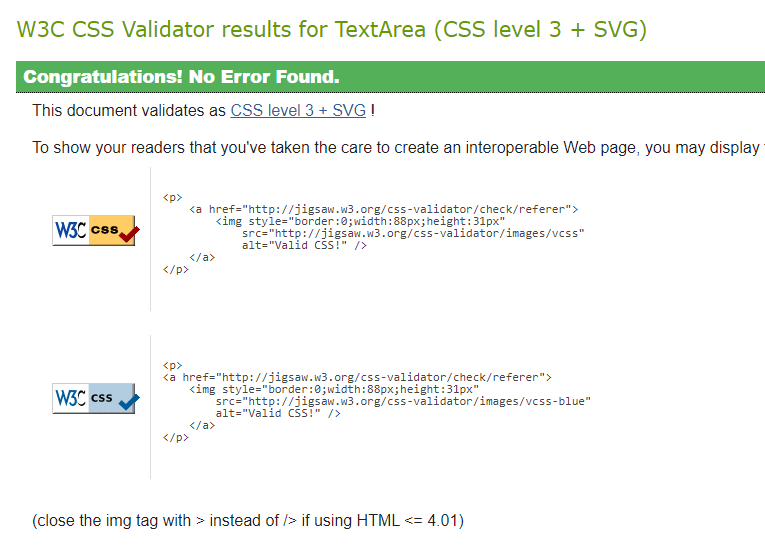 W3C CSS Validator results for TextArea (CSS level 3 + SVG)
Congratulations! No Error Found.
This document validates as CSS level 3 + SVG !
To show your readers that you've taken the care to create an interoperable Web page, you may display
<p>
<a href="http://jigsaw.w3.org/css-validator/check/referer">
<img style="border:0;width:88px;height:31px"
W3C css
src="http://jigsaw.w3.org/css-validator/images/vcss"
alt="Valid CSS!" />
</a>
</p>
<p>
<a href="http://jigsaw.w3.org/css-validator/check/referer">
<img style="border:0;width:88px;height:31px"
W3C css
src="http://jigsaw.w3.org/css-validator/images/vcss-blue"
alt="Valid CSS!" />
</a>
</p>
(close the img tag with > instead of /> if using HTML <= 4.01)